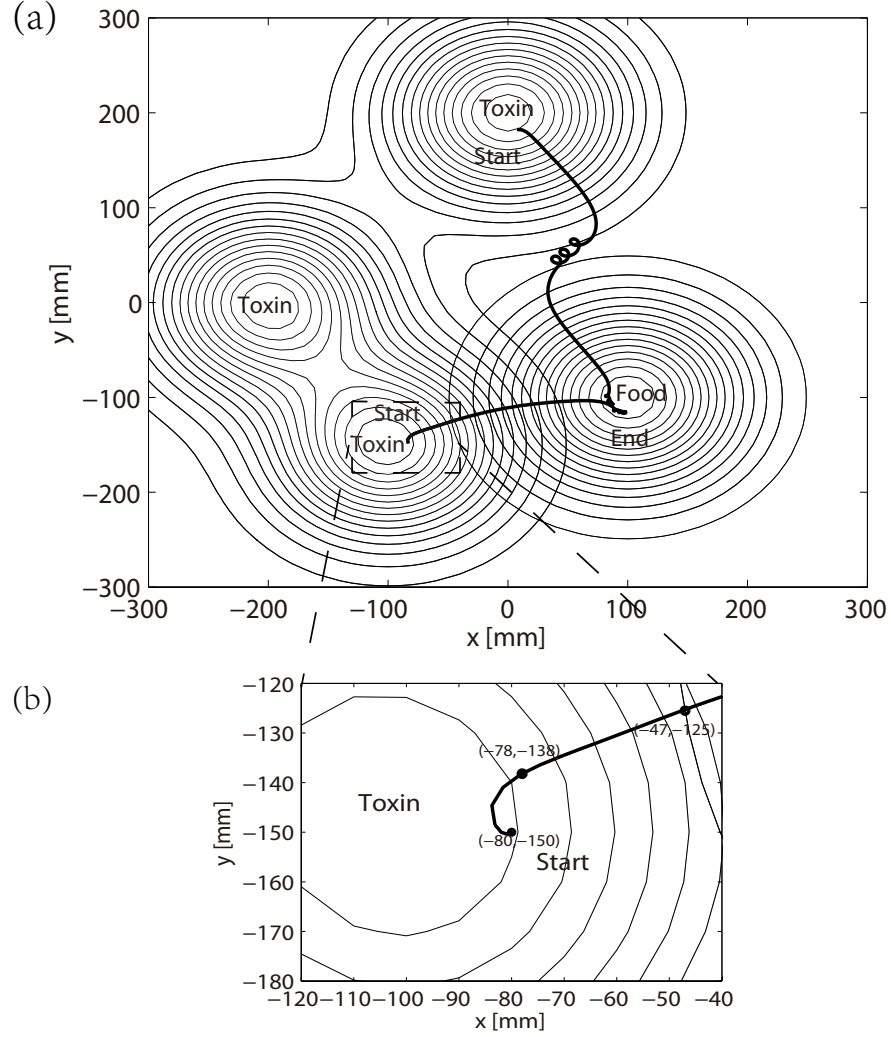 (a)
300
200
100
0
−100
−200
−300
y [mm]
Toxin
Start
Toxin
Start
Toxin
Food
End
−300 −200 −100 0 100 200 300
x [mm]
(b)
−120
−130
−140
−150
−160
−170
−180
y [mm]
(−47,−125)
(−78,−138)
Toxin
(−80,−150)
Start
−120 −110 −100 −90 −80 −70 −60 −50 −40
x [mm]